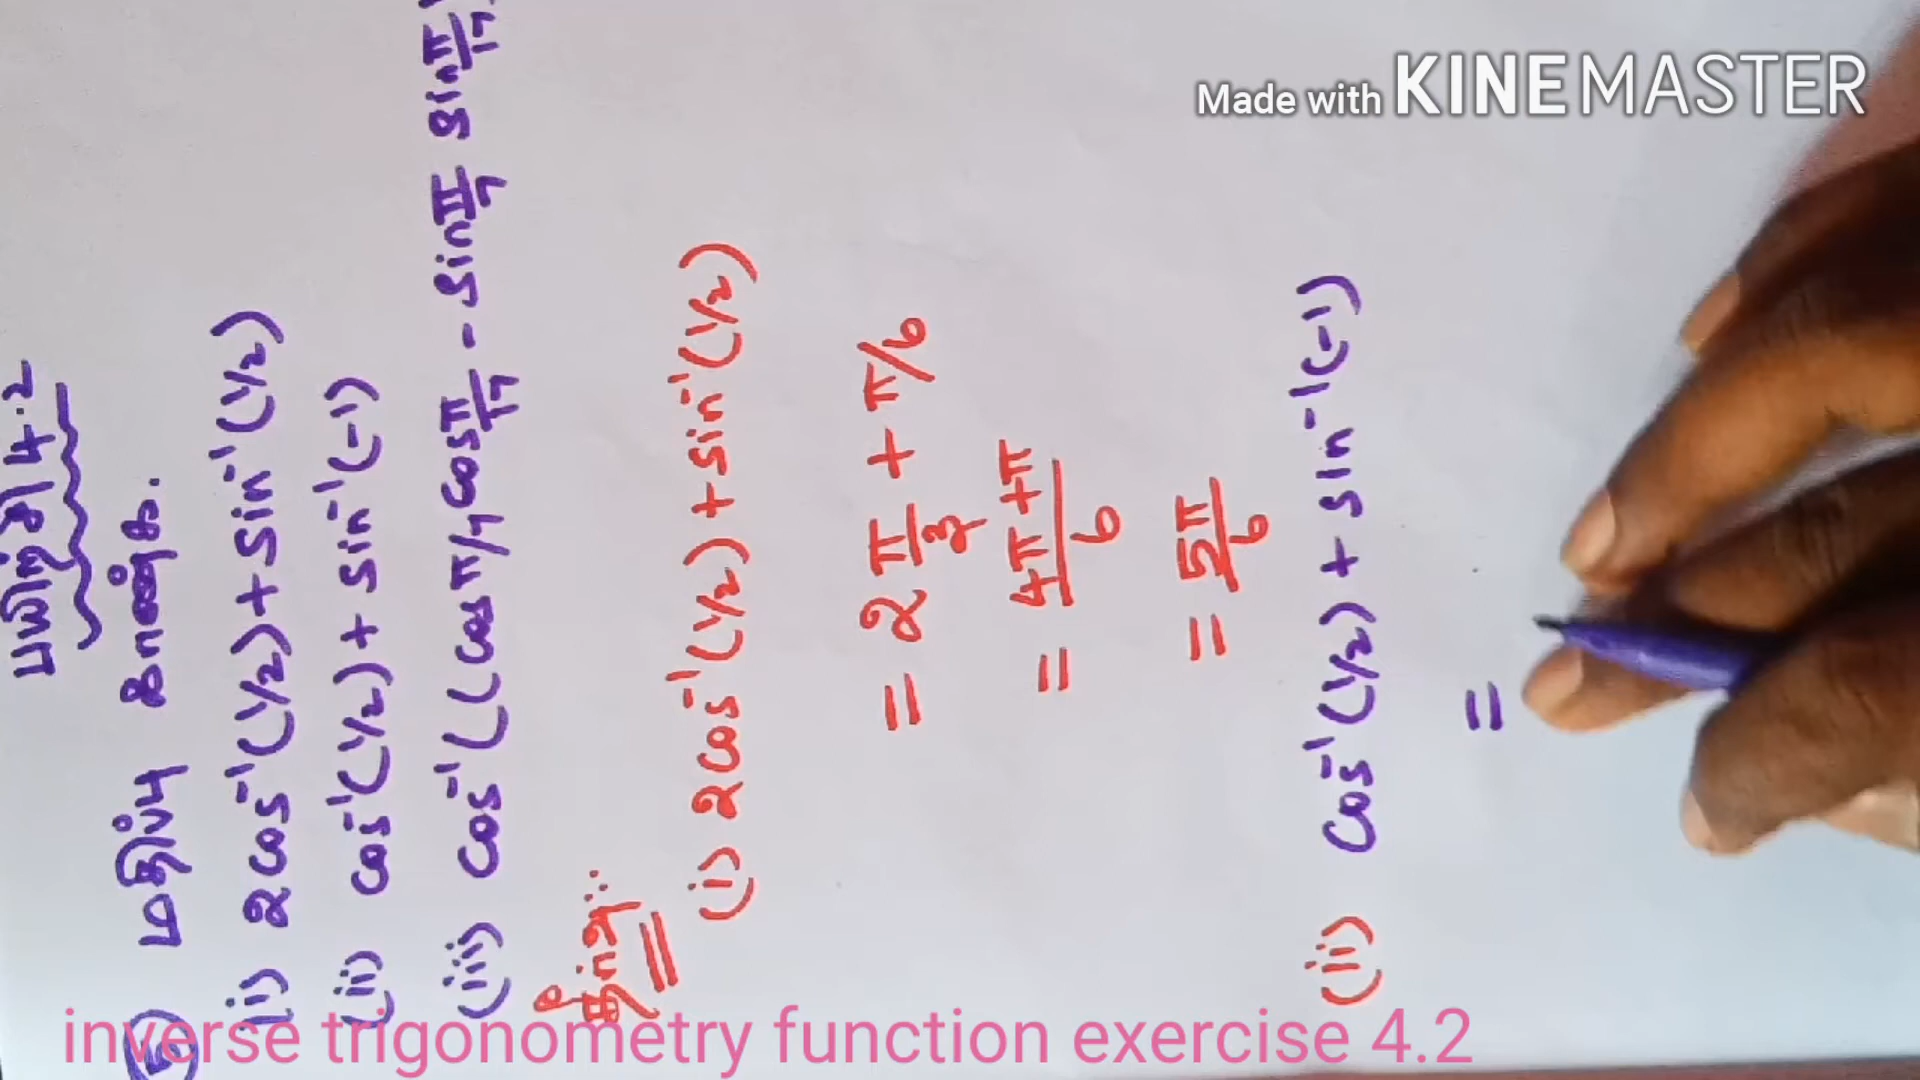 பயிற்சி 4.2
5) மதிப்பு காண்க.
(i) 2cos⁻¹(1/2)+sin⁻¹(1/2)
(ii) cos⁻¹(1/2)+sin⁻¹(-1)
(iii) cos⁻¹((cos π/7 cos π/17 - sin π/7 sin π/17)
தீர்வு:
(i) 2cos⁻¹(1/2)+sin⁻¹(1/2)
= 2 π/3 + π/6
= 4π+π/6
= 5π/6
(ii) cos⁻¹(1/2) + sin⁻¹(-1)
=
Made with KINEMASTER
inverse trigonometry function exercise 4.2